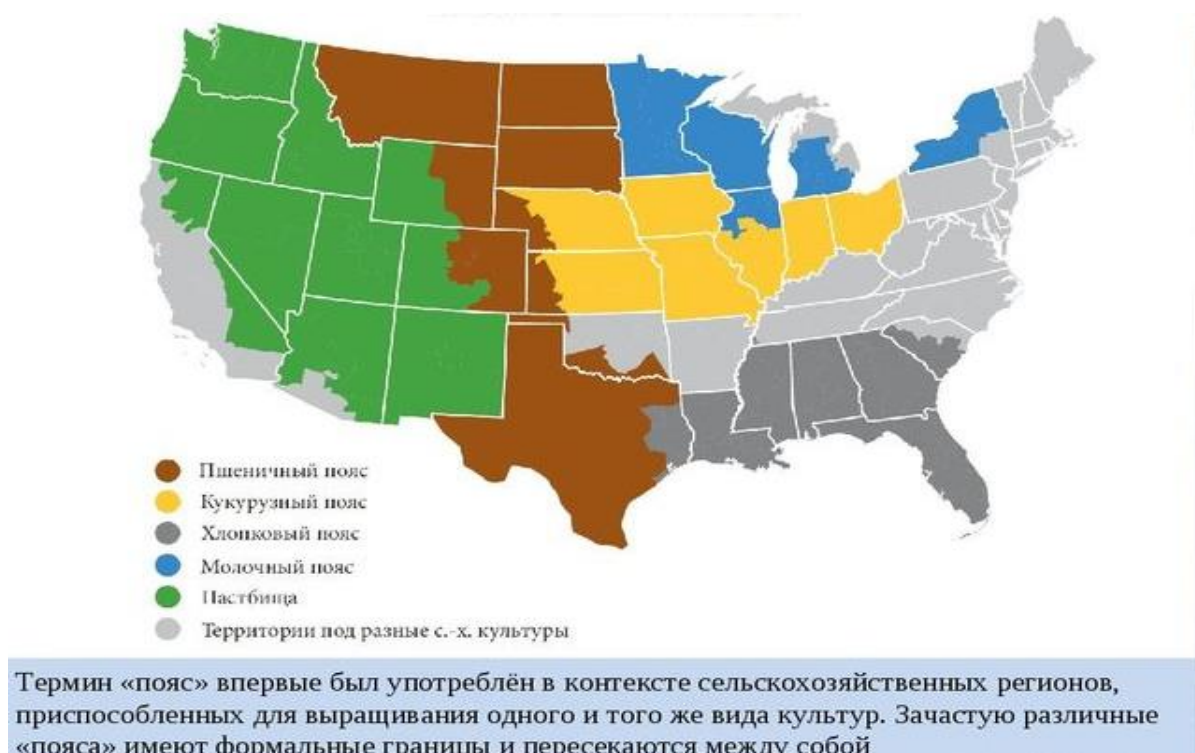 Пшеничный пояс
Кукурузный пояс
Хлопковый пояс
Молочный пояс
Пастбища
Территории под разные с.-х. культуры
Термин «пояс» впервые был употреблён в контексте сельскохозяйственных регионов,
приспособленных для выращивания одного и того же вида культур. Зачастую различные
«пояса» имеют формальные границы и пересекаются между собой